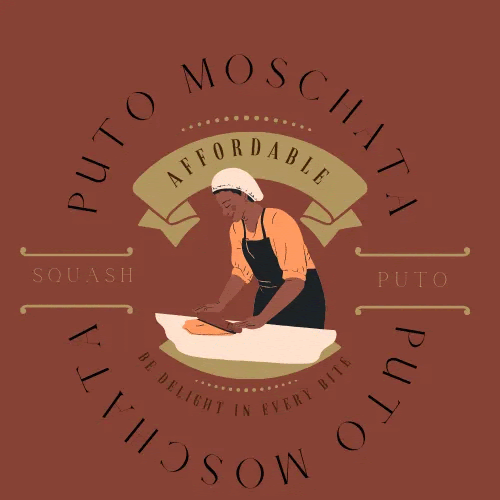 PUTO MOSCHATA
AFFORDABLE
SQUASH
PUTO
BE DELIGHT IN EVERY BITE
PUTO MOSCHATA